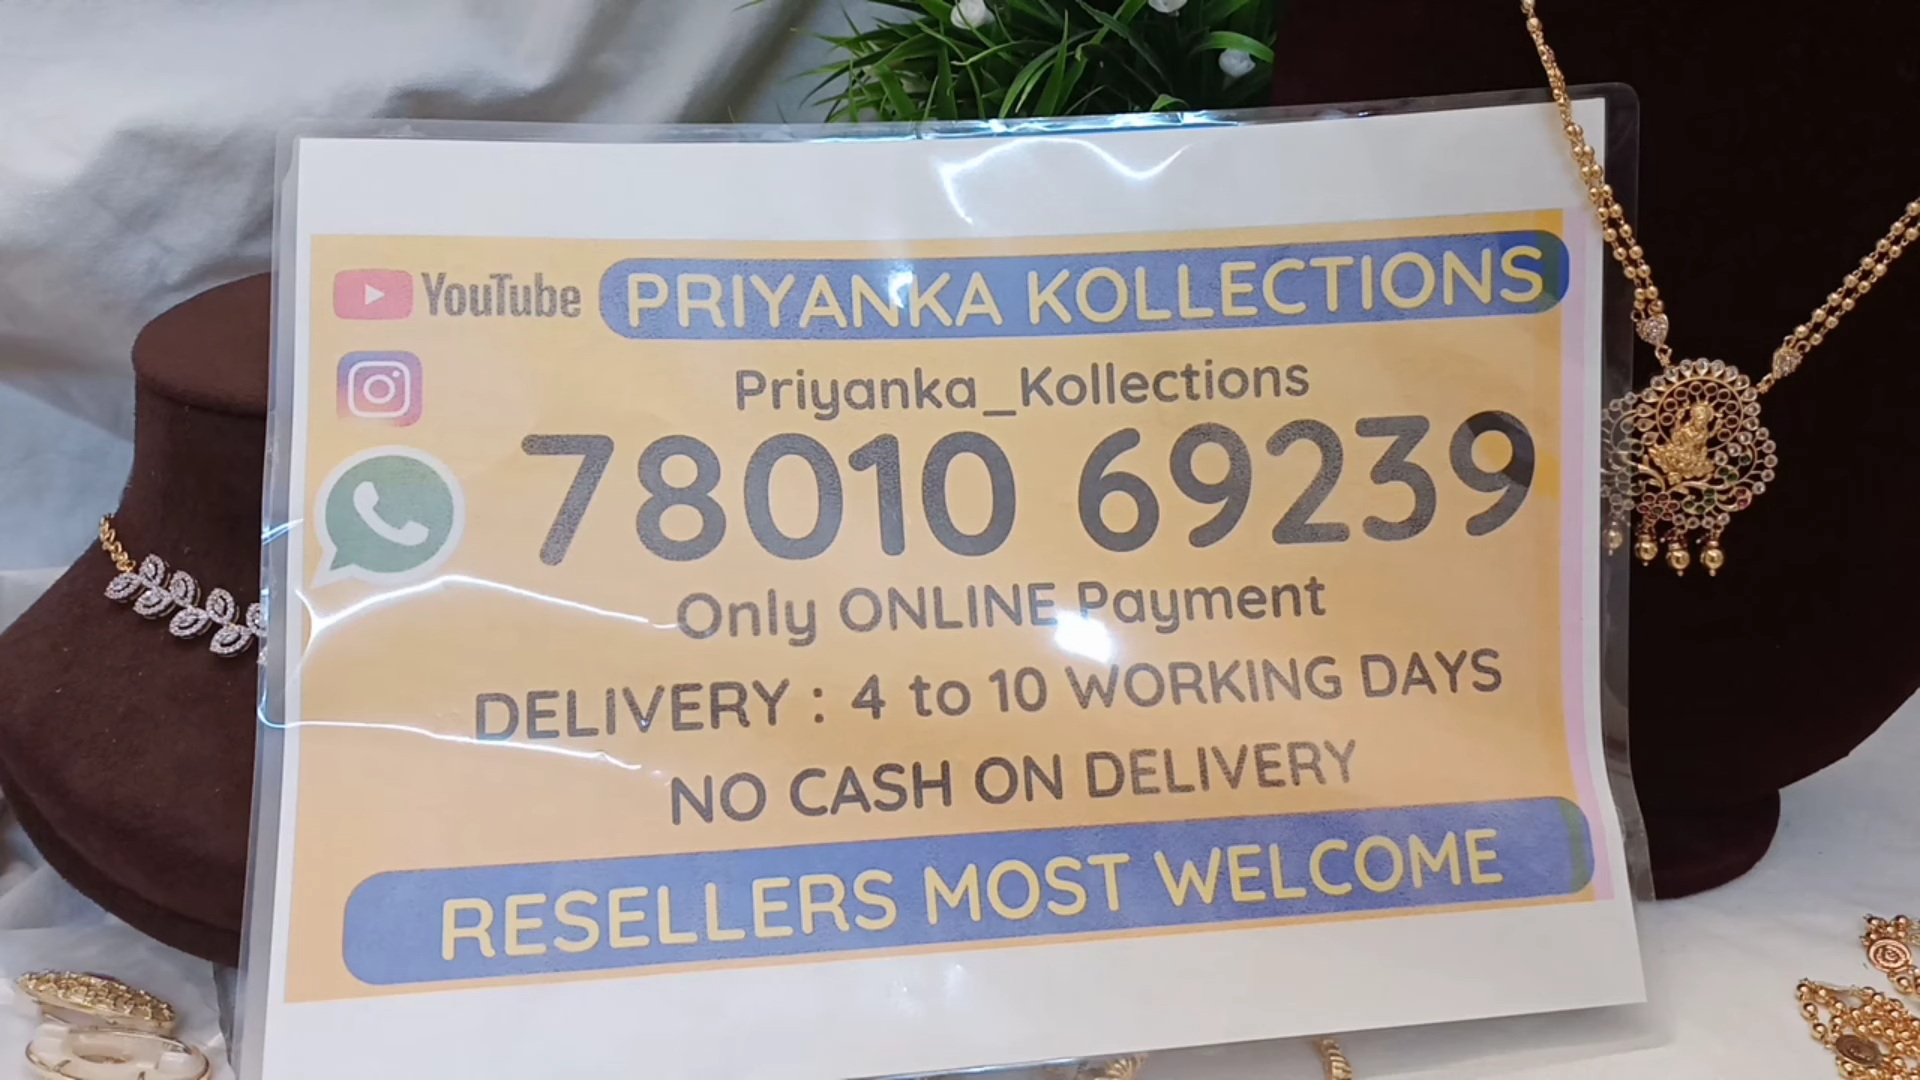 YouTube PRIYANKA KOLLECTIONS
Priyanka_Kollections
78010 69239
Only ONLINE Payment
DELIVERY : 4 to 10 WORKING DAYS
NO CASH ON DELIVERY
RESELLERS MOST WELCOME